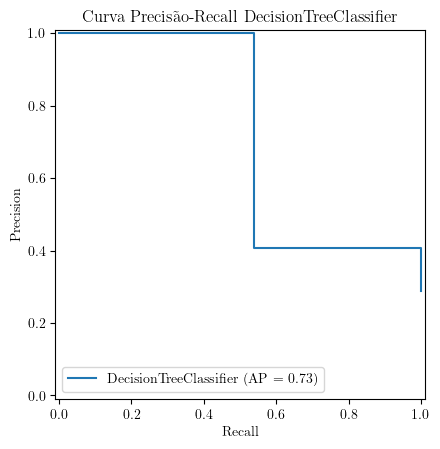 Curva Precisão-Recall DecisionTreeClassifier
1.0
0.8
0.6
0.4
0.2
0.0
Precision
DecisionTreeClassifier (AP = 0.73)
0.0 0.2 0.4 0.6 0.8 1.0
Recall